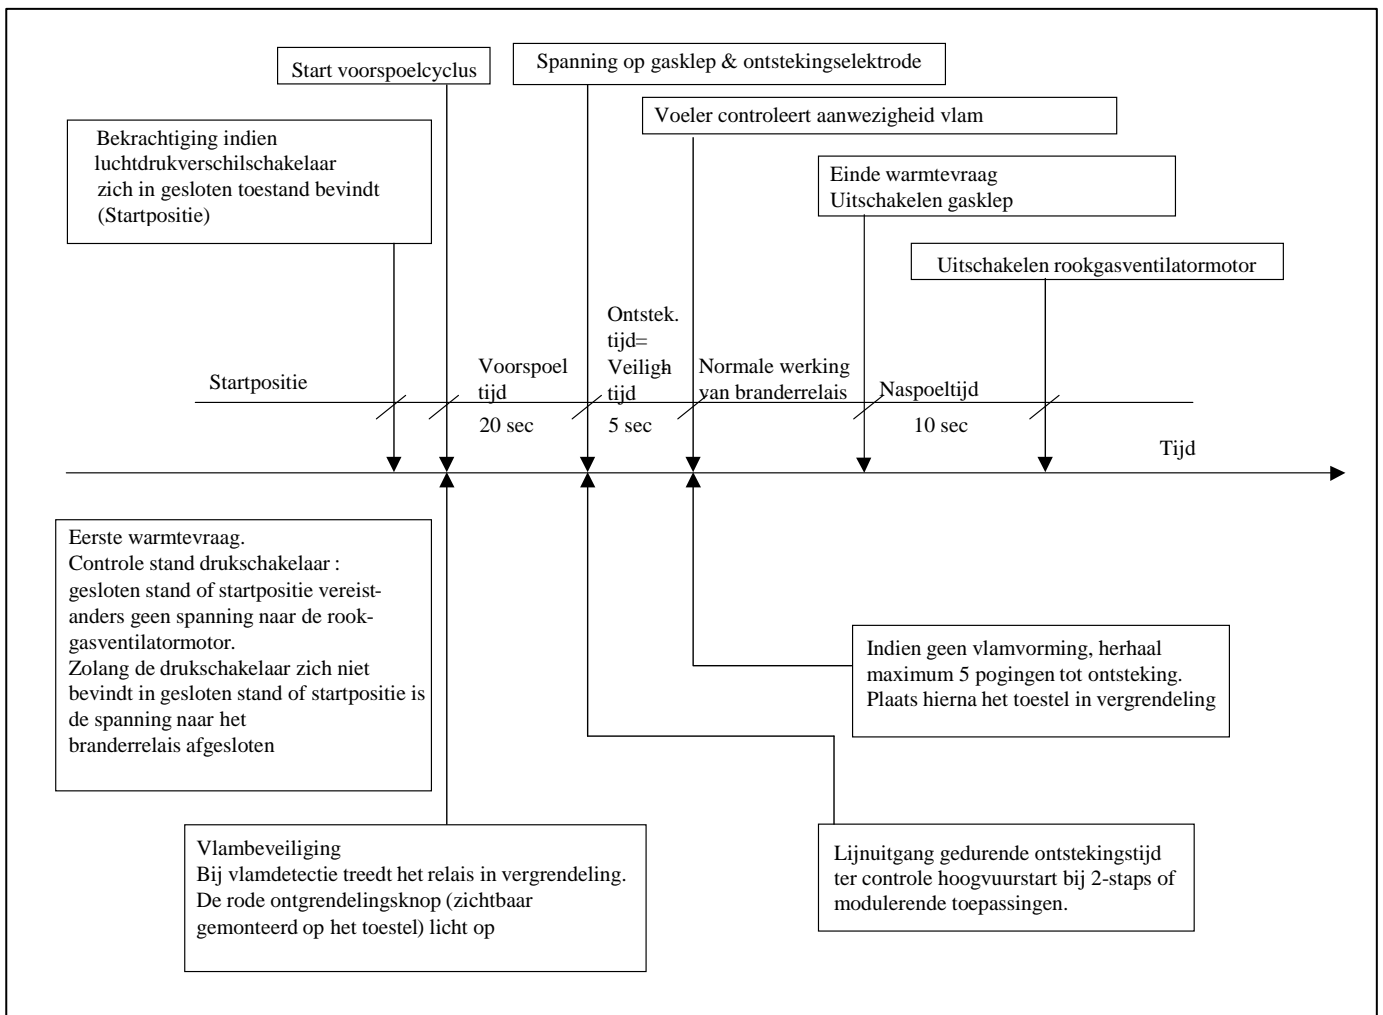 Start voorspoelcyclus
Spanning op gasklep & ontstekingselektrode
Voeler controleert aanwezigheid vlam
Bekrachtiging indien
luchtdrukverschilschakelaar
zich in gesloten toestand bevindt
(Startpositie)
Einde warmtevraag
Uitschakelen gasklep
Uitschakelen rookgasventilatormotor
Startpositie
Voorspoel
tijd
20 sec
Ontstek.
tijd=
Veiligh
tijd
5 sec
Normale werking
van branderrelais
Naspoeltijd
10 sec
Tijd
Eerste warmtevraag.
Controle stand drukschakelaar :
gesloten stand of startpositie vereist-
anders geen spanning naar de rook-
gasventilatormotor.
Zolang de drukschakelaar zich niet
bevindt in gesloten stand of startpositie is
de spanning naar het
branderrelais afgesloten
Indien geen vlamvorming, herhaal
maximum 5 pogingen tot ontsteking.
Plaats hierna het toestel in vergrendeling
Vlambeveiliging
Bij vlamdetectie treedt het relais in vergrendeling.
De rode ontgrendelingsknop (zichtbaar
gemonteerd op het toestel) licht op
Lijnuitgang gedurende ontstekingstijd
ter controle hoogvuurstart bij 2-staps of
modulerende toepassingen.